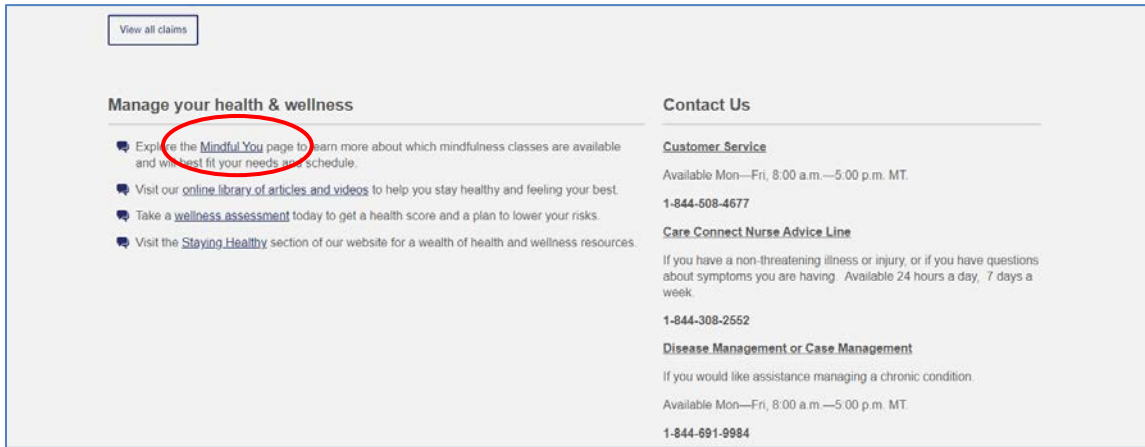 View all claims
Manage your health & wellness
Explore the Mindful You page to learn more about which mindfulness classes are available
and will best fit your needs and schedule.
Visit our online library of articles and videos to help you stay healthy and feeling your best.
Take a wellness assessment today to get a health score and a plan to lower your risks.
Visit the Staying Healthy section of our website for a wealth of health and wellness resources.
Contact Us
Customer Service
Available Mon—Fri, 8:00 a.m.—5:00 p.m. MT.
1-844-508-4677
Care Connect Nurse Advice Line
If you have a non-threatening illness or injury, or if you have questions
about symptoms you are having. Available 24 hours a day, 7 days a
week.
1-844-308-2552
Disease Management or Case Management
If you would like assistance managing a chronic condition.
Available Mon—Fri, 8:00 a.m.—5:00 p.m. MT.
1-844-691-9984